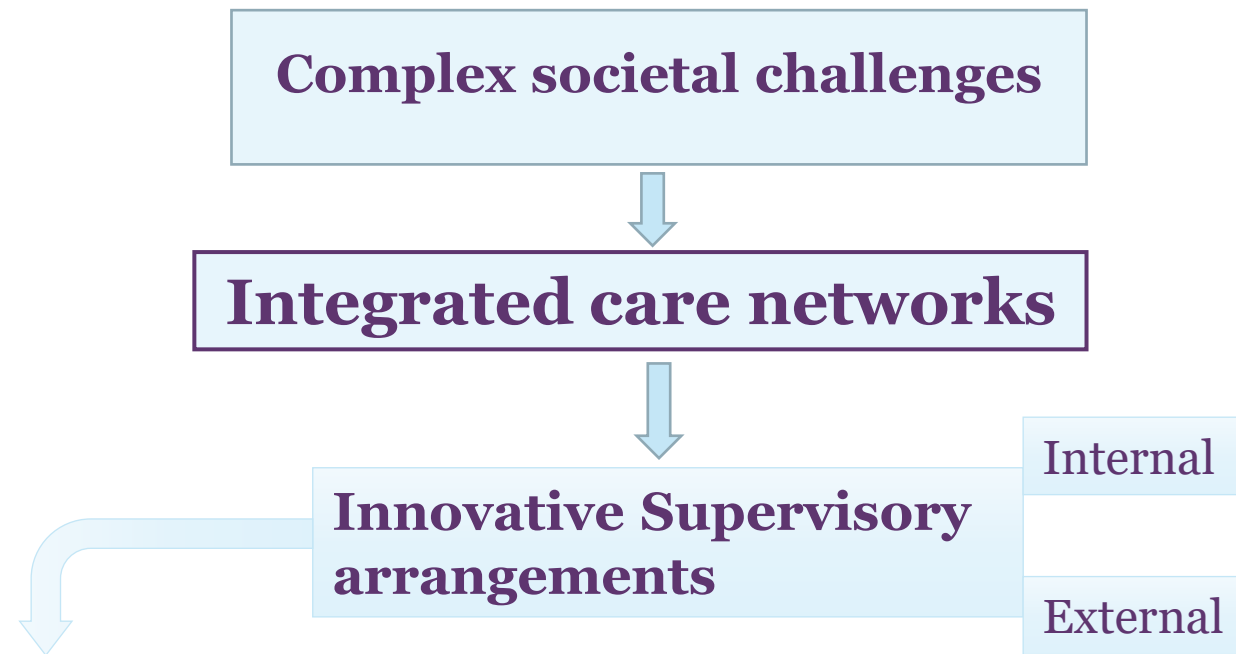 Complex societal challenges
Integrated care networks
Internal
Innovative Supervisory
arrangements
External